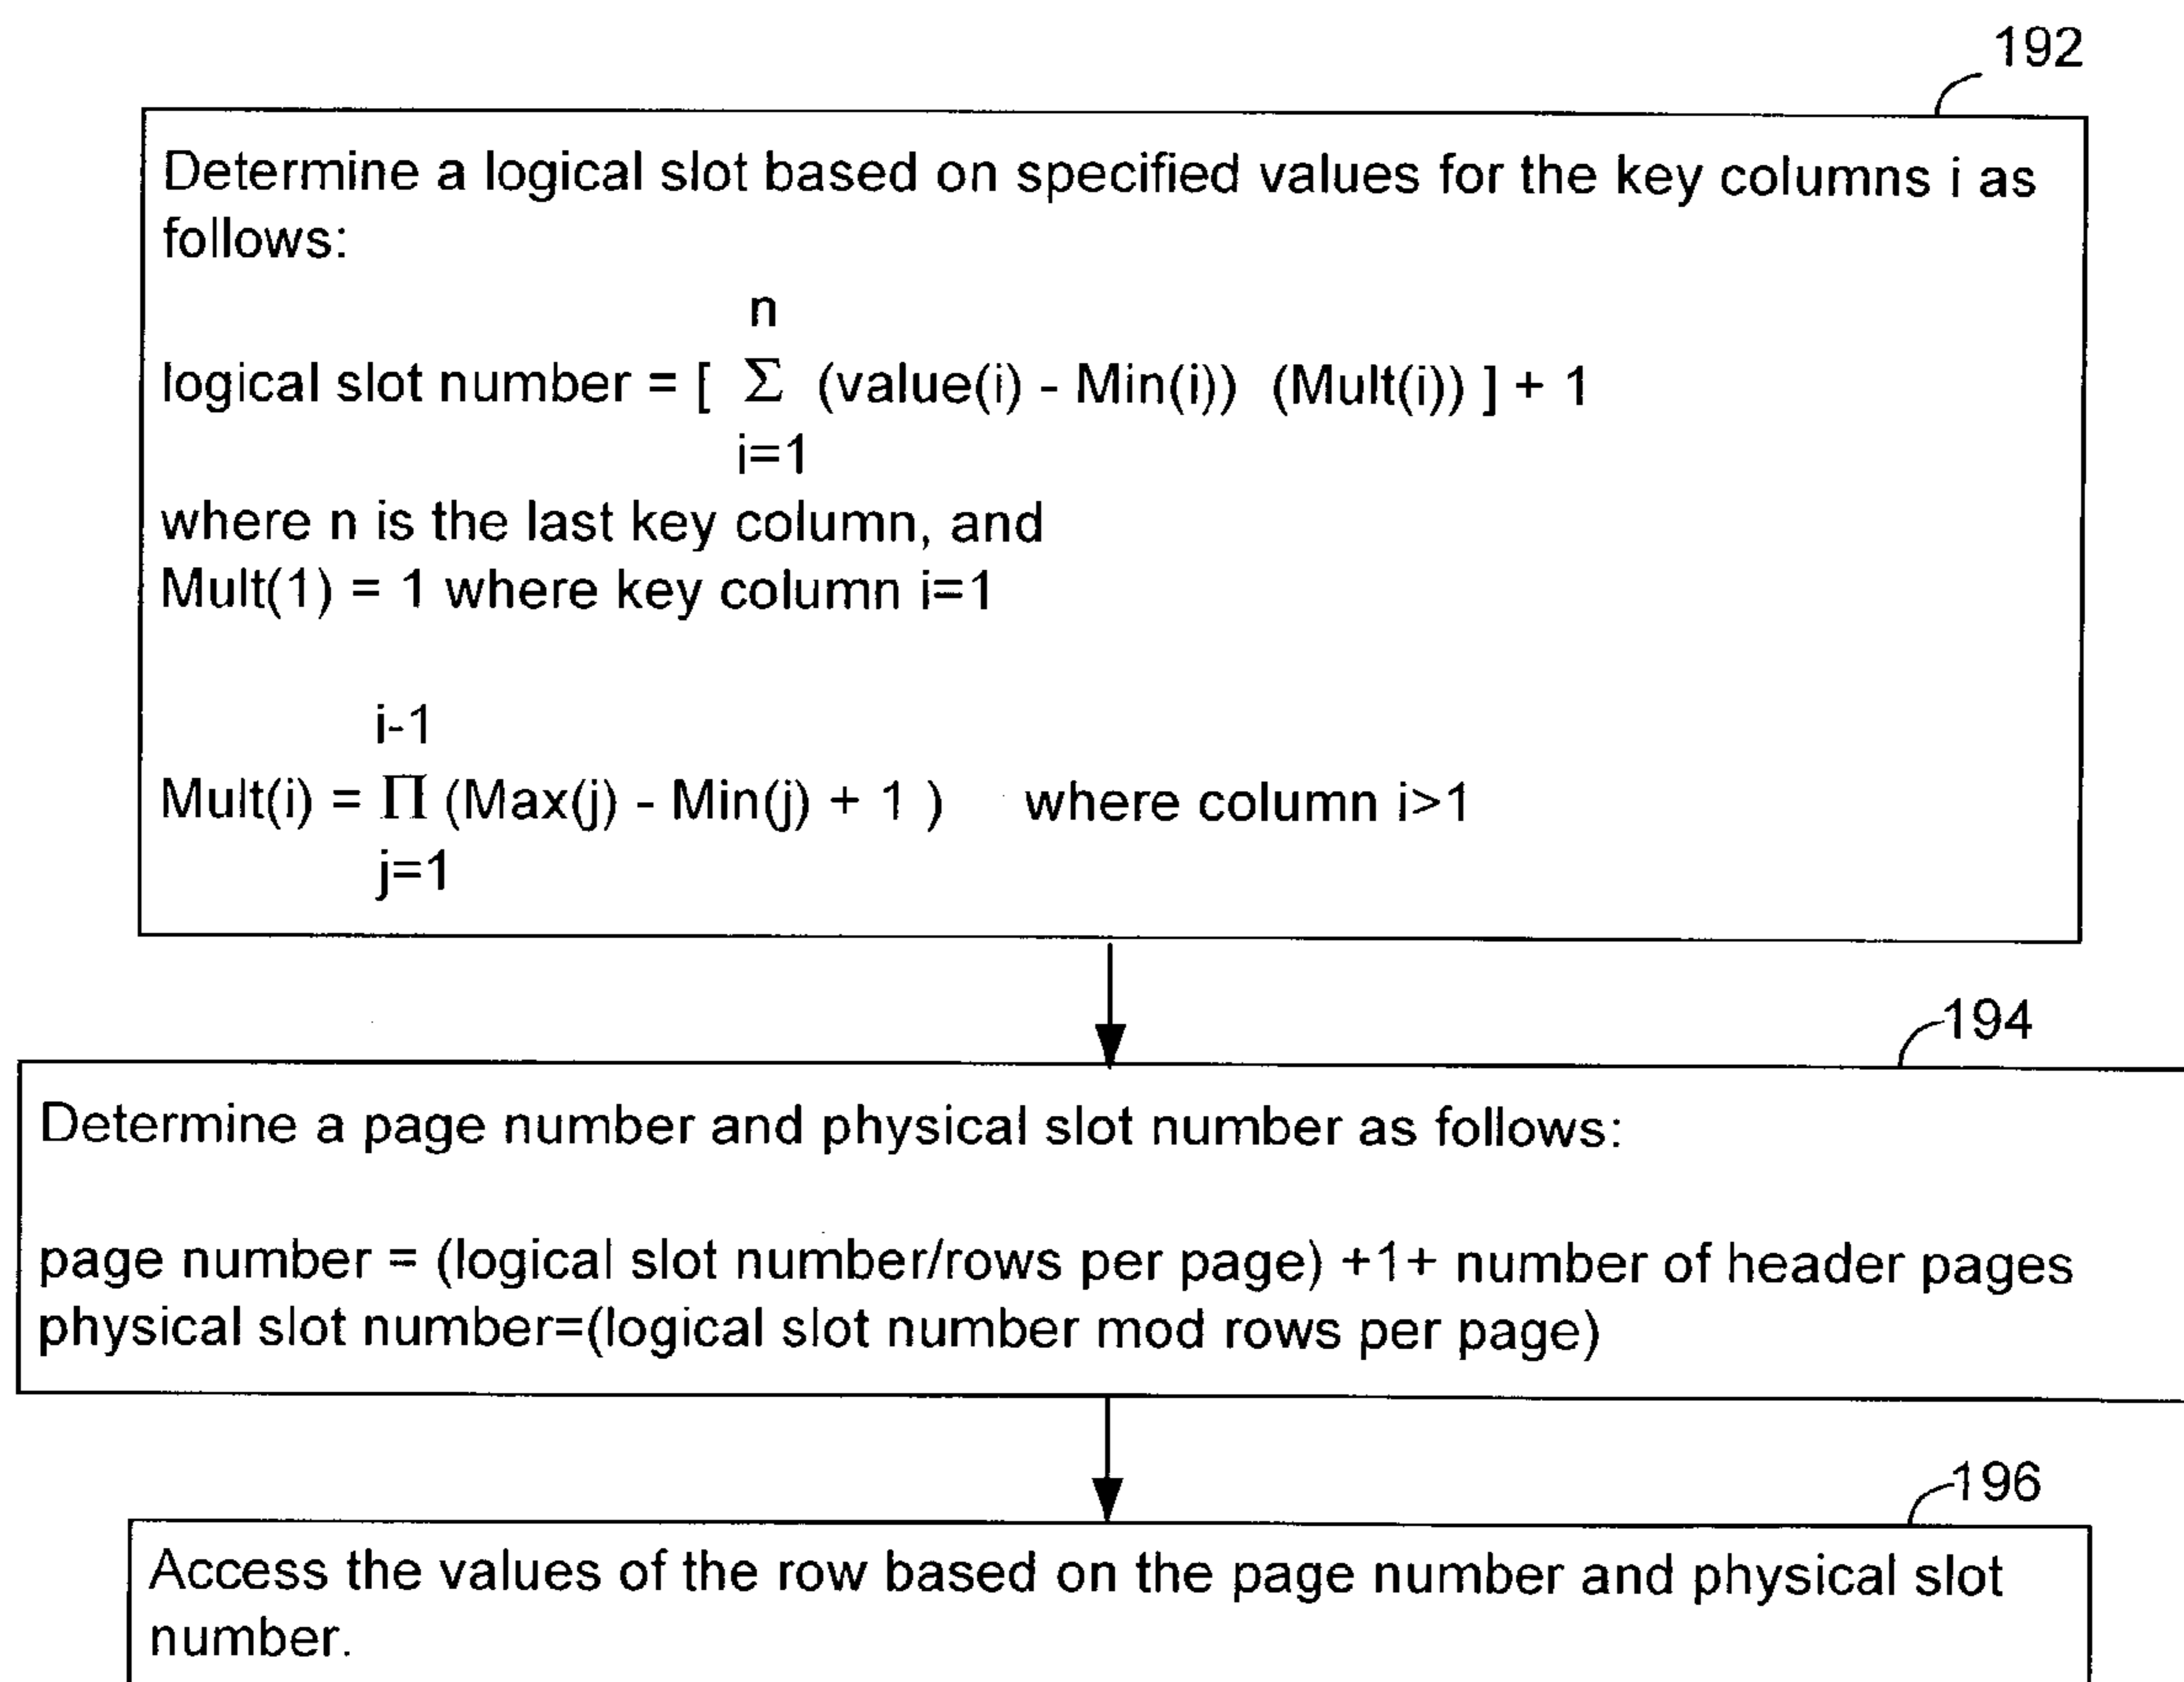 192
Determine a logical slot based on specified values for the key columns i as
follows:
n
logical slot number = [ Σ (value(i) - Min(i)) (Mult(i)) ] + 1
i=1
where n is the last key column, and
Mult(1) = 1 where key column i=1
i-1
Mult(i) = Π (Max(j) - Min(j) + 1 ) where column i>1
j=1
194
Determine a page number and physical slot number as follows:
page number = (logical slot number/rows per page) +1+ number of header pages
physical slot number=(logical slot number mod rows per page)
196
Access the values of the row based on the page number and physical slot
number.